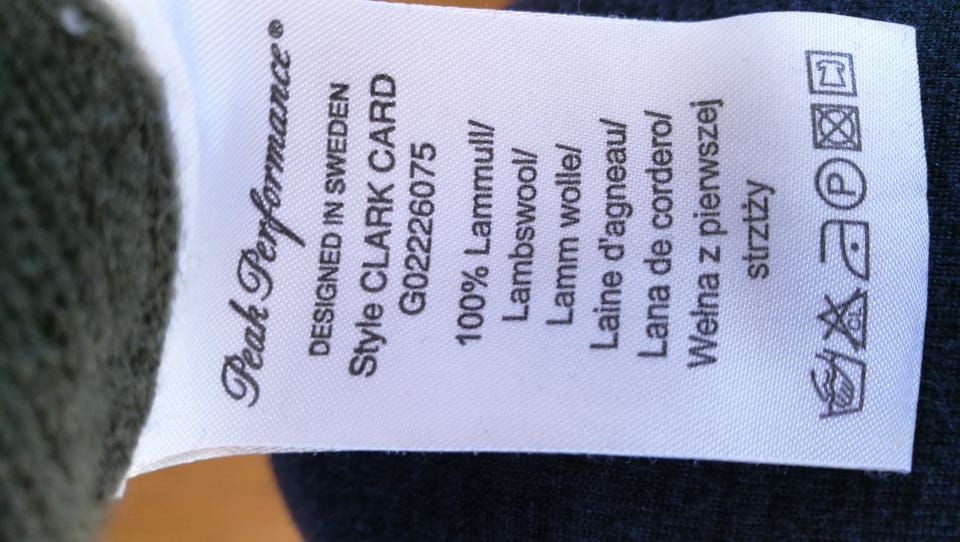 Peak Performance®
DESIGNED IN SWEDEN
Style CLARK CARD
G02226075
100% Lammull/
Lambswool/
Lamm wolle/
Laine d'agneau/
Lana de cordero/
Wełna z pierwszej
strztży
P